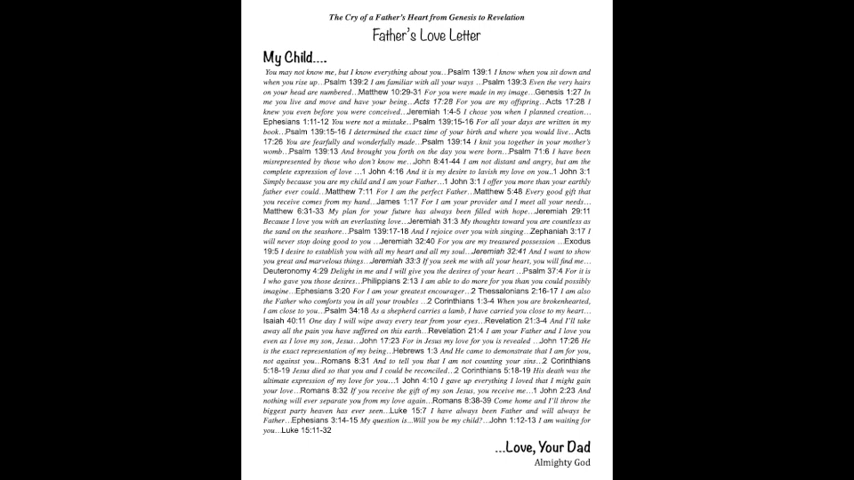 The Cry of a Father's Heart from Genesis to Revelation
Father's Love Letter
My Child....
You may not know me, but I know everything about you...Psalm 139:1 I know when you sit down and
when you rise up...Psalm 139:2 I am familiar with all your ways ...Psalm 139:3 Even the very hairs
on your head are numbered...Matthew 10:29-31 For you were made in my image...Genesis 1:27 In
me you live and move and have your being...Acts 17:28 For you are my offspring...Acts 17:28 I
knew you even before you were conceived...Jeremiah 1:4-5 I chose you when I planned creation...
Ephesians 1:11-12 You were not a mistake...Psalm 139:15-16 For all your days are written in my
book...Psalm 139:15-16 I determined the exact time of your birth and where you would live...Acts
17:26 You are fearfully and wonderfully made...Psalm 139:14 I knit you together in your mother's
womb...Psalm 139:13 And brought you forth on the day you were born...Psalm 71:6 I have been
misrepresented by those who don't know me...John 8:41-44 I am not distant and angry, but am the
complete expression of love ...1 John 4:16 And it is my desire to lavish my love on you..1 John 3:1
Simply because you are my child and I am your Father...1 John 3:1 I offer you more than your earthly
father ever could...Matthew 7:11 For I am the perfect Father...Matthew 5:48 Every good gift that
you receive comes from my hand...James 1:17 For I am your provider and I meet all your needs...
Matthew 6:31-33 My plan for your future has always been filled with hope...Jeremiah 29:11
Because I love you with an everlasting love...Jeremiah 31:3 My thoughts toward you are countless as
the sand on the seashore...Psalm 139:17-18 And I rejoice over you with singing...Zephaniah 3:17 I
will never stop doing good to you ...Jeremiah 32:40 For you are my treasured possession ...Exodus
19:5 I desire to establish you with all my heart and all my soul...Jeremiah 32:41 And I want to show
you great and marvelous things...Jeremiah 33:3 If you seek me with all your heart, you will find me...
Deuteronomy 4:29 Delight in me and I will give you the desires of your heart ...Psalm 37:4 For it is
I who gave you those desires...Philippians 2:13 I am able to do more for you than you could possibly
imagine...Ephesians 3:20 For I am your greatest encourager...2 Thessalonians 2:16-17 I am also
the Father who comforts you in all your troubles ...2 Corinthians 1:3-4 When you are brokenhearted,
I am close to you...Psalm 34:18 As a shepherd carries a lamb, I have carried you close to my heart...
Isaiah 40:11 One day I will wipe away every tear from your eyes...Revelation 21:3-4 And I'll take
away all the pain you have suffered on this earth...Revelation 21:4 I am your Father and I love you
even as I love my son, Jesus...John 17:23 For in Jesus my love for you is revealed ...John 17:26 He
is the exact representation of my being...Hebrews 1:3 And He came to demonstrate that I am for you,
not against you...Romans 8:31 And to tell you that I am not counting your sins...2 Corinthians
5:18-19 Jesus died so that you and I could be reconciled...2 Corinthians 5:18-19 His death was the
ultimate expression of my love for you...1 John 4:10 I gave up everything I loved that I might gain
your love...Romans 8:32 If you receive the gift of my son Jesus, you receive me...1 John 2:23 And
nothing will ever separate you from my love again...Romans 8:38-39 Come home and I'll throw the
biggest party heaven has ever seen...Luke 15:7 I have always been Father and will always be
Father...Ephesians 3:14-15 My question is...Will you be my child?...John 1:12-13 I am waiting for
you...Luke 15:11-32
...Love, Your Dad
Almighty God